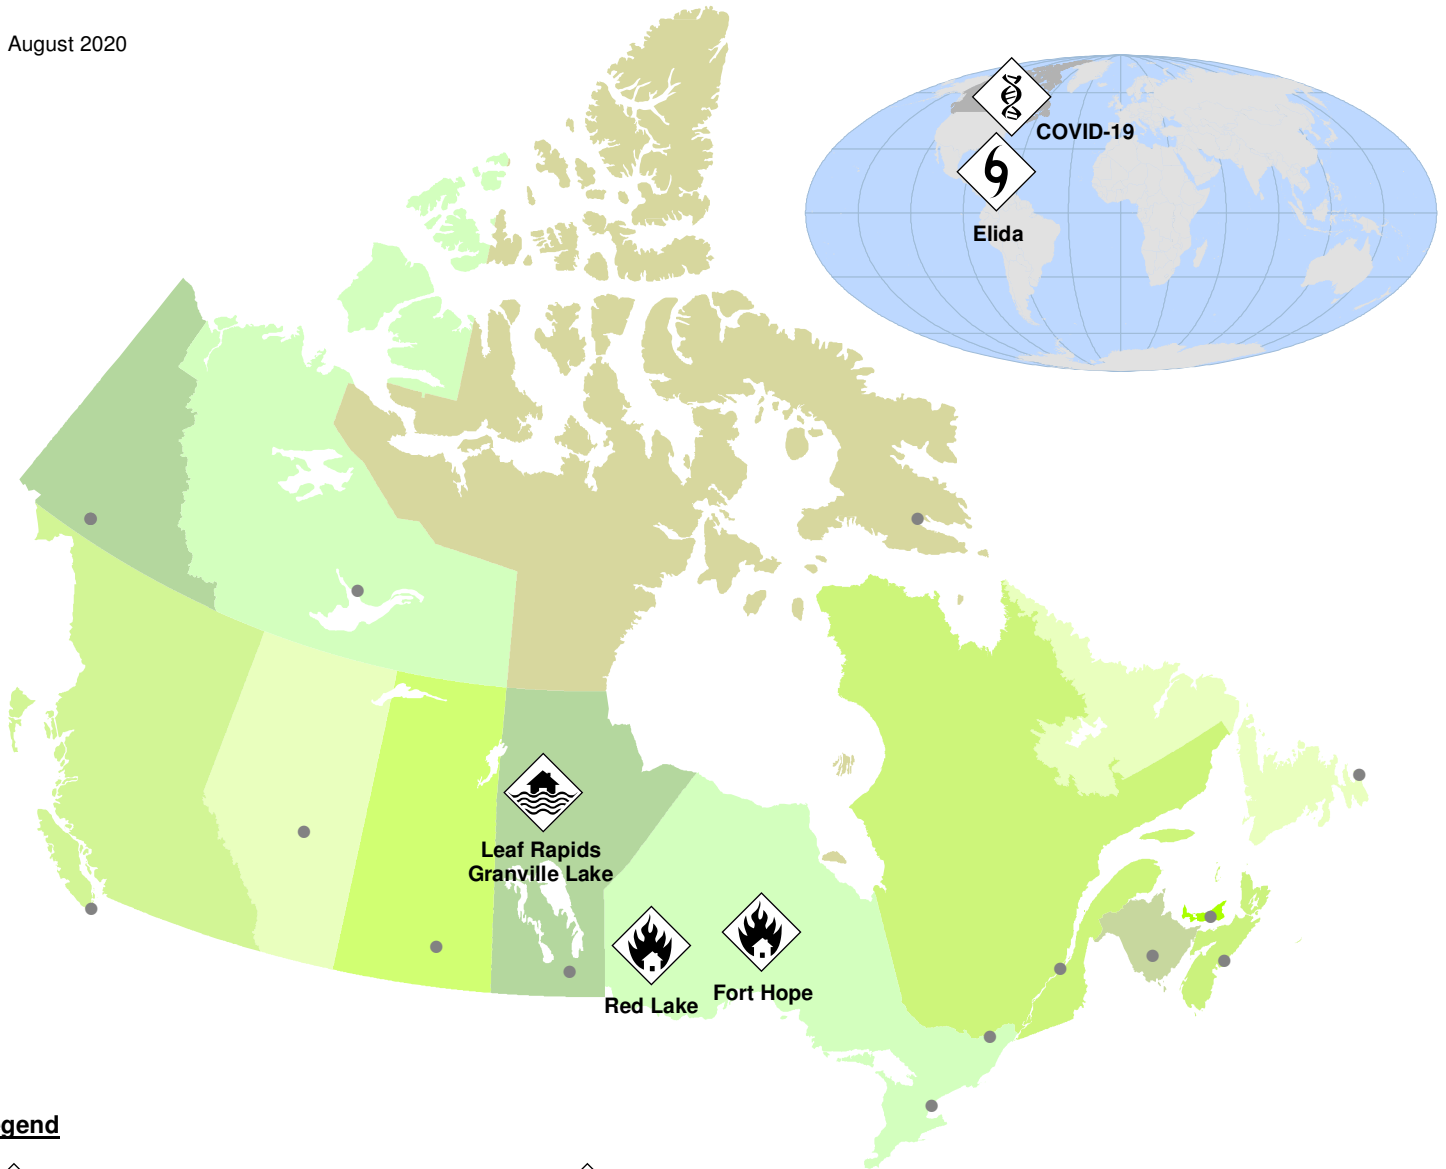 August 2020
COVID-19
Elida
Leaf Rapids
Granville Lake
Red Lake
Fort Hope
gend